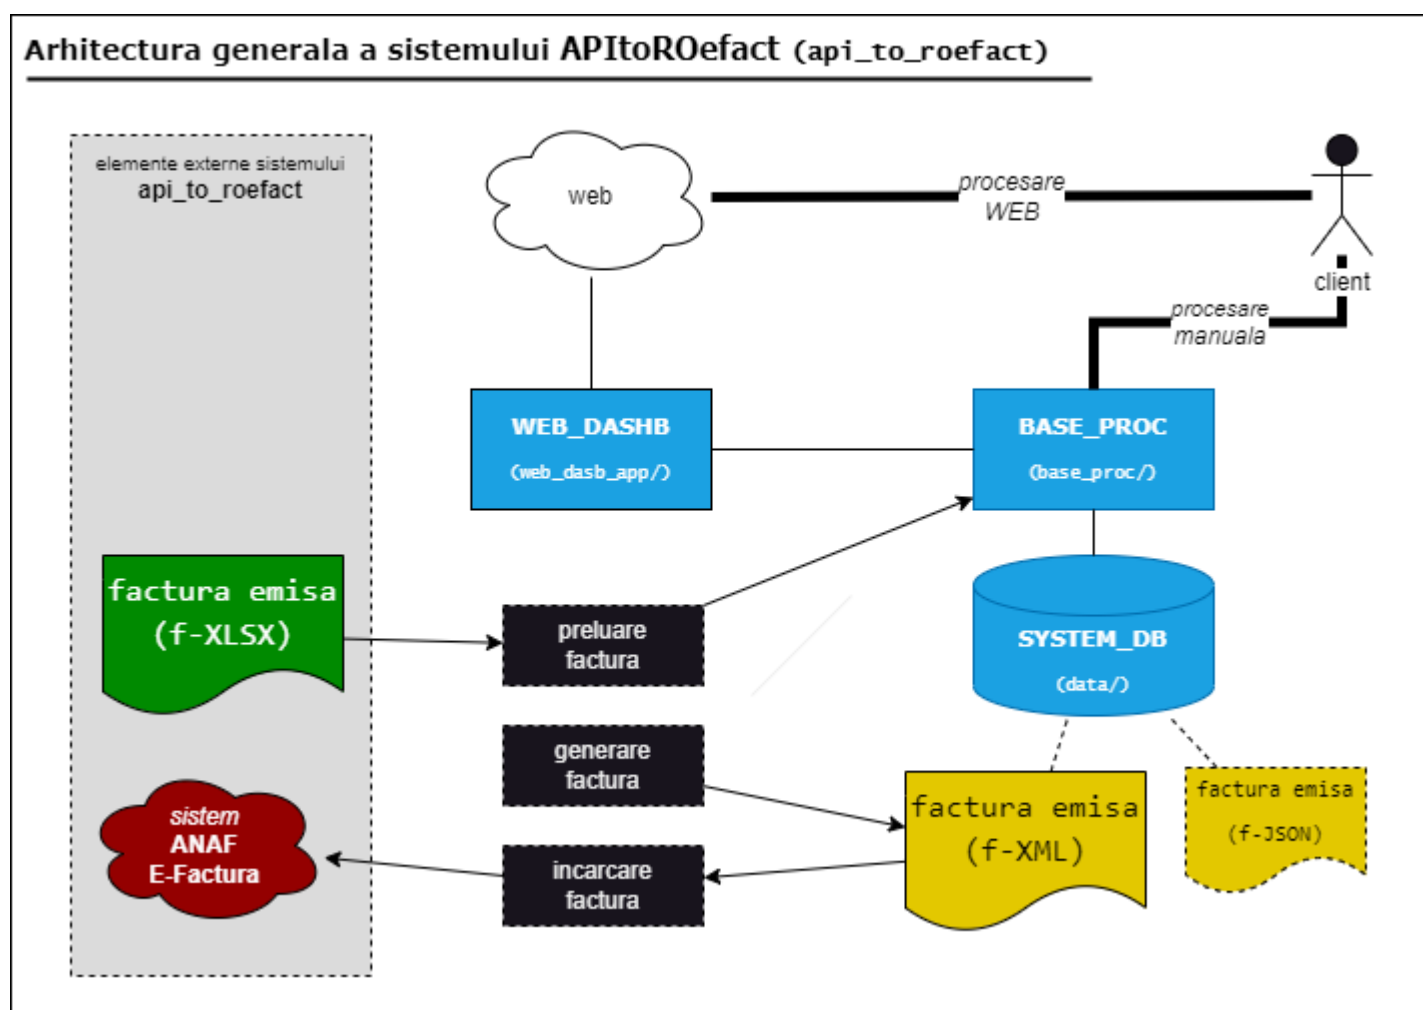 Arhitectura generala a sistemului APItoROefact (api_to_roefact)
elemente externe sistemului
api_to_roefact
web
procesare
WEB
client
procesare
manuala
WEB_DASHB
(web_dasb_app/)
BASE_PROC
(base_proc/)
factura emisa
(f-XLSX)
preluare
factura
SYSTEM_DB
(data/)
generare
factura
sistem
ANAF
E-Factura
incarcare
factura
factura emisa
(f-XML)
factura emisa
(f-JSON)